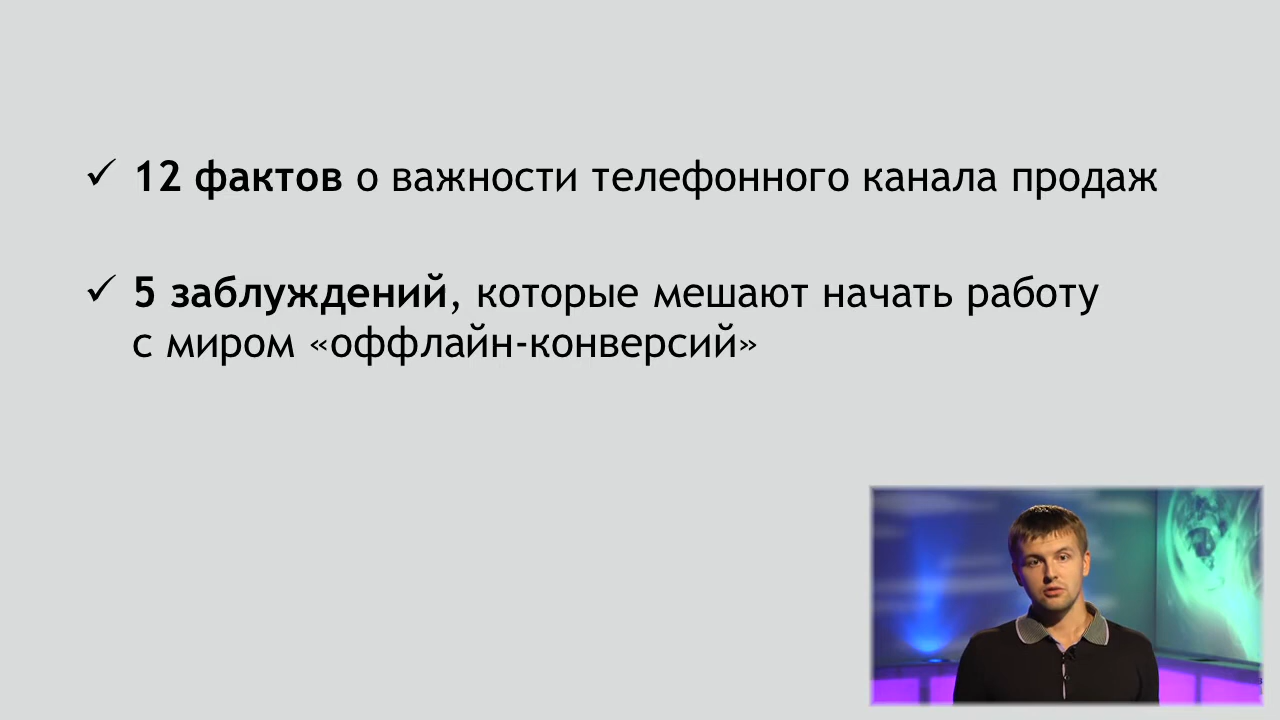 ✓ 12 фактов о важности телефонного канала продаж
✓ 5 заблуждений, которые мешают начать работу
с миром «оффлайн-конверсий»